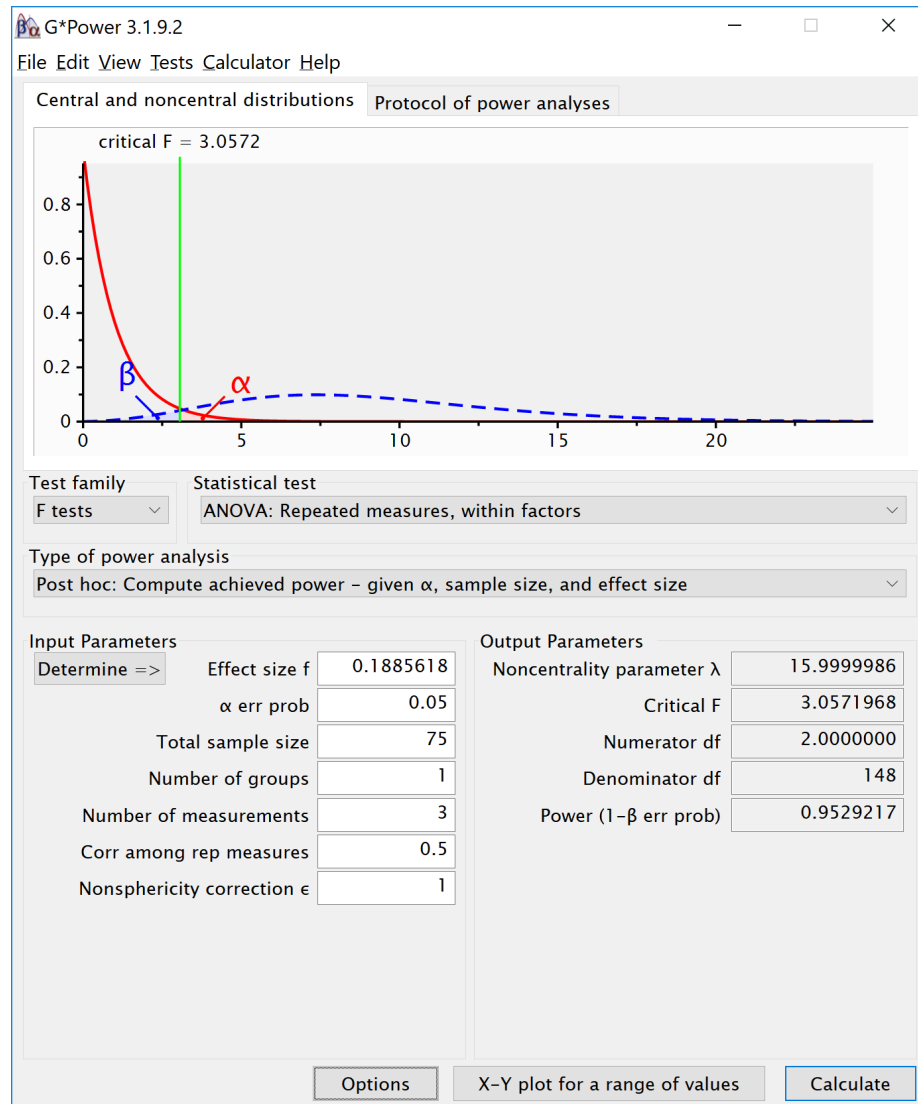 G*Power 3.1.9.2
File Edit View Tests Calculator Help
Central and noncentral distributions Protocol of power analyses
critical F = 3.0572
0.8
0.6
0.4
0.2
0
β
α
0 5 10 15 20
Test family Statistical test
F tests ANOVA: Repeated measures, within factors
Type of power analysis
Post hoc: Compute achieved power – given α, sample size, and effect size
Input Parameters Output Parameters
Determine => Effect size f 0.1885618 Noncentrality parameter λ 15.9999986
α err prob 0.05 Critical F 3.0571968
Total sample size 75 Numerator df 2.0000000
Number of groups 1 Denominator df 148
Number of measurements 3 Power (1-β err prob) 0.9529217
Corr among rep measures 0.5
Nonsphericity correction ϵ 1
Options X-Y plot for a range of values Calculate